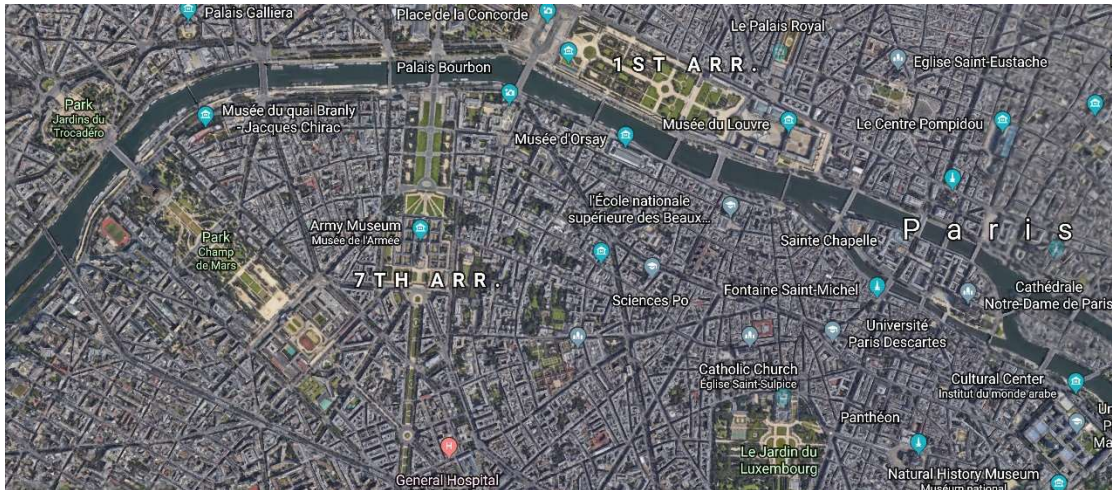 Palais Galliera
Place de la Concorde
Le Palais Royal
1ST ARR.
Eglise Saint-Eustache
Palais Bourbon
Park
Jardins du
Trocadéro
Musée du quai Branly
-Jacques Chirac
Musée d'Orsay
Musée du Louvre
Le Centre Pompidou
l'École nationale
supérieure des Beaux...
Army Museum
Musée de l'Armée
Park
Champ
de Mars
Sainte Chapelle
Paris
7TH ARR.
Sciences Po
Fontaine Saint-Michel
Cathédrale
Notre-Dame de Paris
Université
Paris Descartes
Catholic Church
Église Saint-Sulpice
Cultural Center
Institut du monde arabe
Panthéon
Le Jardin du
Luxembourg
General Hospital
H
Natural History Museum
Muséum national